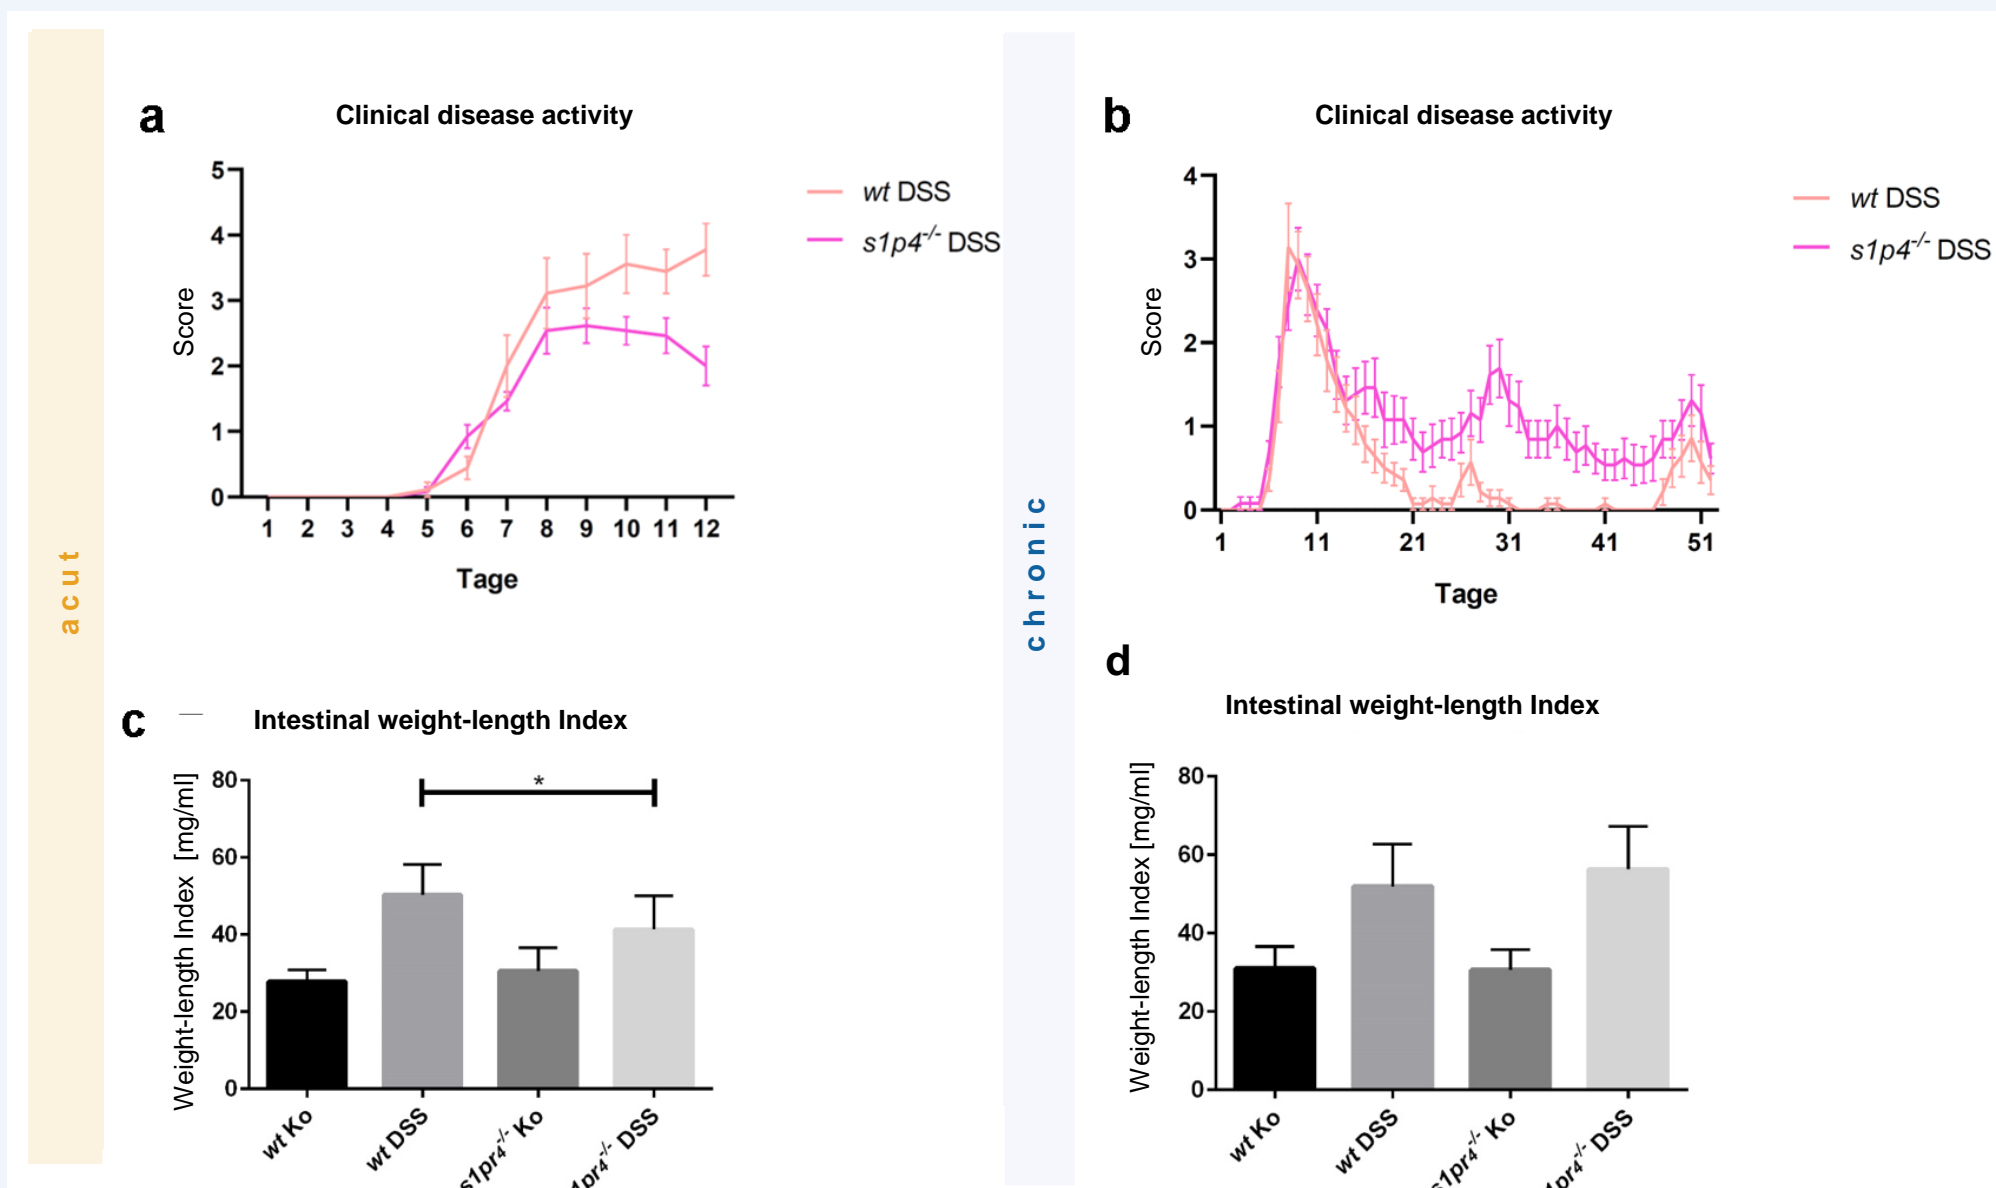 acut
a
Clinical disease activity
5
4
3
2
1
0
Score
1 2 3 4 5 6 7 8 9 10 11 12
Tage
wt DSS
s1p4-/- DSS
chronic
b
Clinical disease activity
4
3
2
1
0
Score
1 11 21 31 41 51
Tage
wt DSS
s1p4-/- DSS
c
Intestinal weight-length Index
Weight-length Index [mg/ml]
80
60
40
20
0
*
wt Ko
wt DSS
s1pr4-/- Ko
1pr4-/- DSS
d
Intestinal weight-length Index
Weight-length Index [mg/ml]
80
60
40
20
0
wt Ko
wt DSS
s1pr4-/- Ko
1pr4-/- DSS